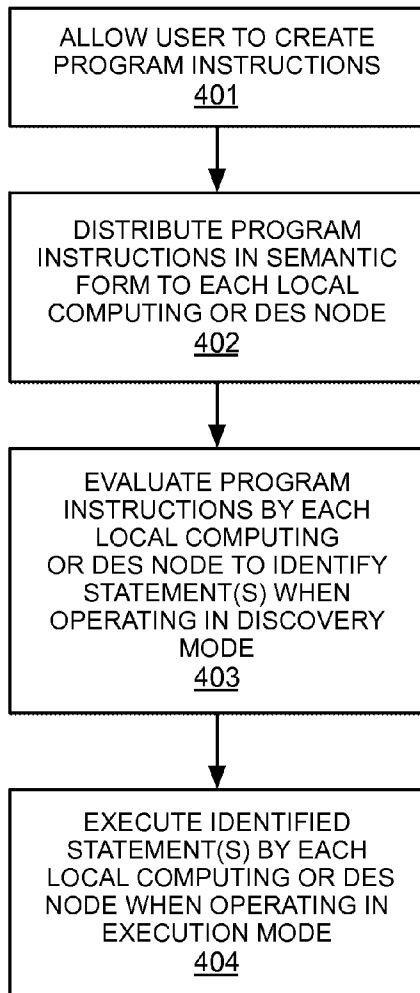 ALLOW USER TO CREATE
PROGRAM INSTRUCTIONS
401
DISTRIBUTE PROGRAM
INSTRUCTIONS IN SEMANTIC
FORM TO EACH LOCAL
COMPUTING OR DES NODE
402
EVALUATE PROGRAM
INSTRUCTIONS BY EACH
LOCAL COMPUTING
OR DES NODE TO IDENTIFY
STATEMENT(S) WHEN
OPERATING IN DISCOVERY
MODE
403
EXECUTE IDENTIFIED
STATEMENT(S) BY EACH
LOCAL COMPUTING OR DES
NODE WHEN OPERATING IN
EXECUTION MODE
404